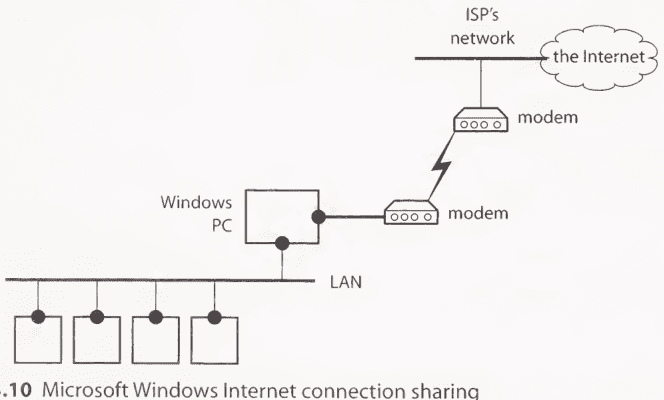 ISP's
network
the Internet
modem
modem
Windows
PC
LAN
.10 Microsoft Windows Internet connection sharing